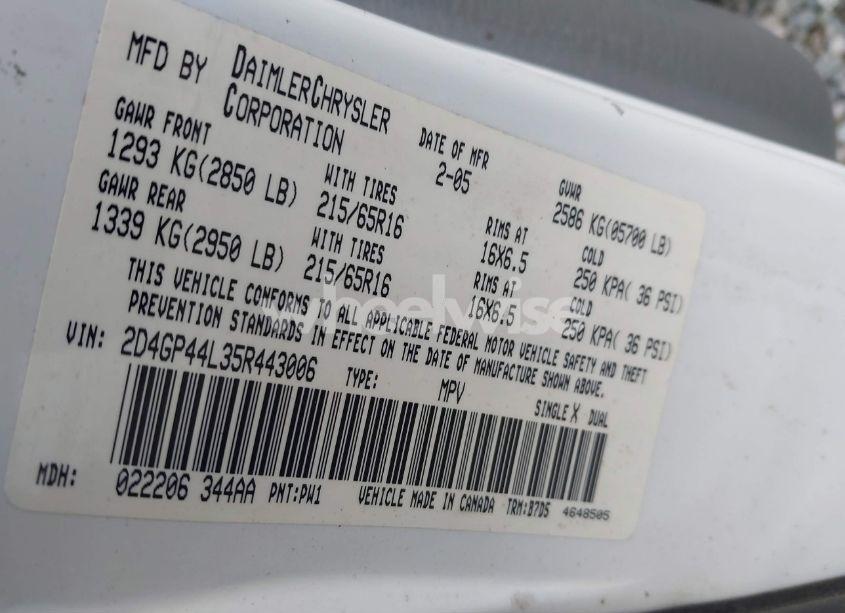 MFD BY DAIMLERCHRYSLER CORPORATION
DATE OF MFR 2-05
GVWR 2586 KG(05700 LB)
GAWR FRONT
1293 KG(2850 LB)
WITH TIRES 215/65R16
RIMS AT 16X6.5
COLD 250 KPA( 36 PSI)
GAWR REAR
1339 KG(2950 LB)
WITH TIRES 215/65R16
RIMS AT 16X6.5
COLD 250 KPA( 36 PSI)
THIS VEHICLE CONFORMS TO ALL APPLICABLE FEDERAL MOTOR VEHICLE SAFETY AND THEFT
PREVENTION STANDARDS IN EFFECT ON THE DATE OF MANUFACTURE SHOWN ABOVE.
VIN: 2D4GP44L35R443006 TYPE: MPV SINGLE X DUAL
MDH: 022206 344AA PNT:PW1 VEHICLE MADE IN CANADA TRM:B7D5 4648505
wheelwise